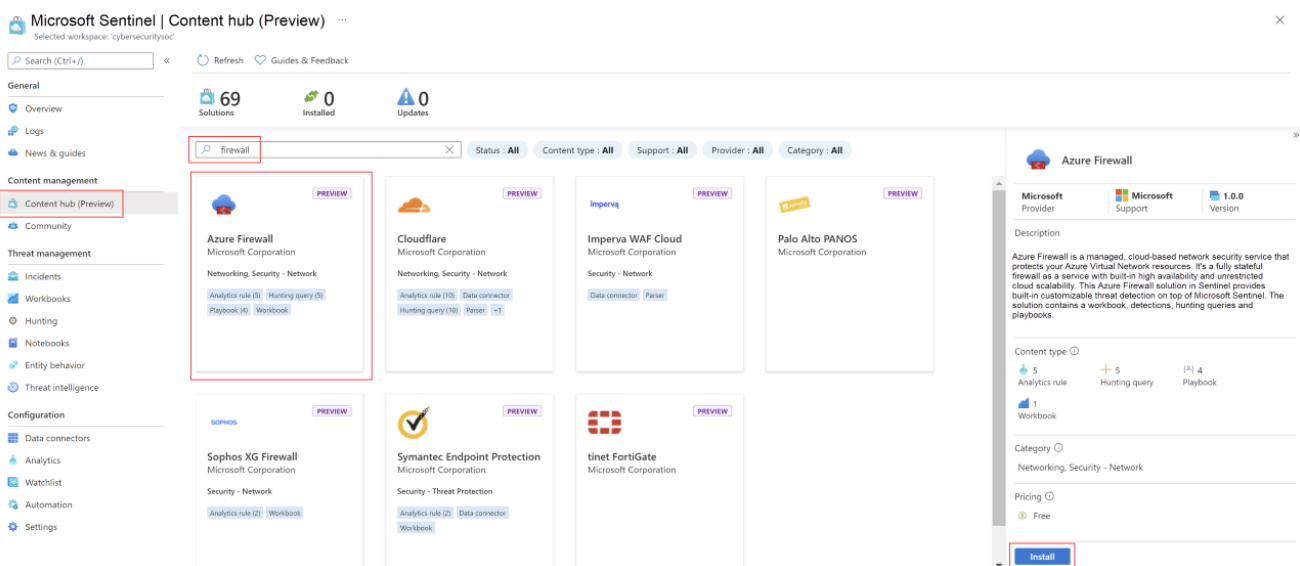 Microsoft Sentinel | Content hub (Preview) ...
Selected workspace: 'cybersecuritysoc'
Search (Ctrl+/)
«
General
Overview
Logs
News & guides
Content management
Content hub (Preview)
Community
Threat management
Incidents
Workbooks
Hunting
Notebooks
Entity behavior
Threat intelligence
Configuration
Data connectors
Analytics
Watchlist
Automation
Settings
Refresh Guides & Feedback
69 0 0
Solutions Installed Updates
firewall
Status : All Content type : All Support : All Provider : All Category : All
PREVIEW
Azure Firewall
Microsoft Corporation
Networking, Security - Network
Analytics rule (5) Hunting query (5)
Playbook (4) Workbook
PREVIEW
Cloudflare
Microsoft Corporation
Networking, Security - Network
Analytics rule (10) Data connector
Hunting query (10) Parser +1
imperva
PREVIEW
Imperva WAF Cloud
Microsoft Corporation
Security - Network
Data connector Parser
PREVIEW
Palo Alto PANOS
Microsoft Corporation
SOPHOS
PREVIEW
Sophos XG Firewall
Microsoft Corporation
Security - Network
Analytics rule (2) Workbook
PREVIEW
Symantec Endpoint Protection
Microsoft Corporation
Security - Threat Protection
Analytics rule (2) Data connector
Workbook
PREVIEW
tinet FortiGate
Microsoft Corporation
»
Azure Firewall
Microsoft Microsoft 1.0.0
Provider Support Version
Description
Azure Firewall is a managed, cloud-based network security service that
protects your Azure Virtual Network resources. It's a fully stateful
firewall as a service with built-in high availability and unrestricted
cloud scalability. This Azure Firewall solution in Sentinel provides
built-in customizable threat detection on top of Microsoft Sentinel. The
solution contains a workbook, detections, hunting queries and
playbooks.
Content type
5 5 4
Analytics rule Hunting query Playbook
1
Workbook
Category
Networking, Security - Network
Pricing
Free
Install